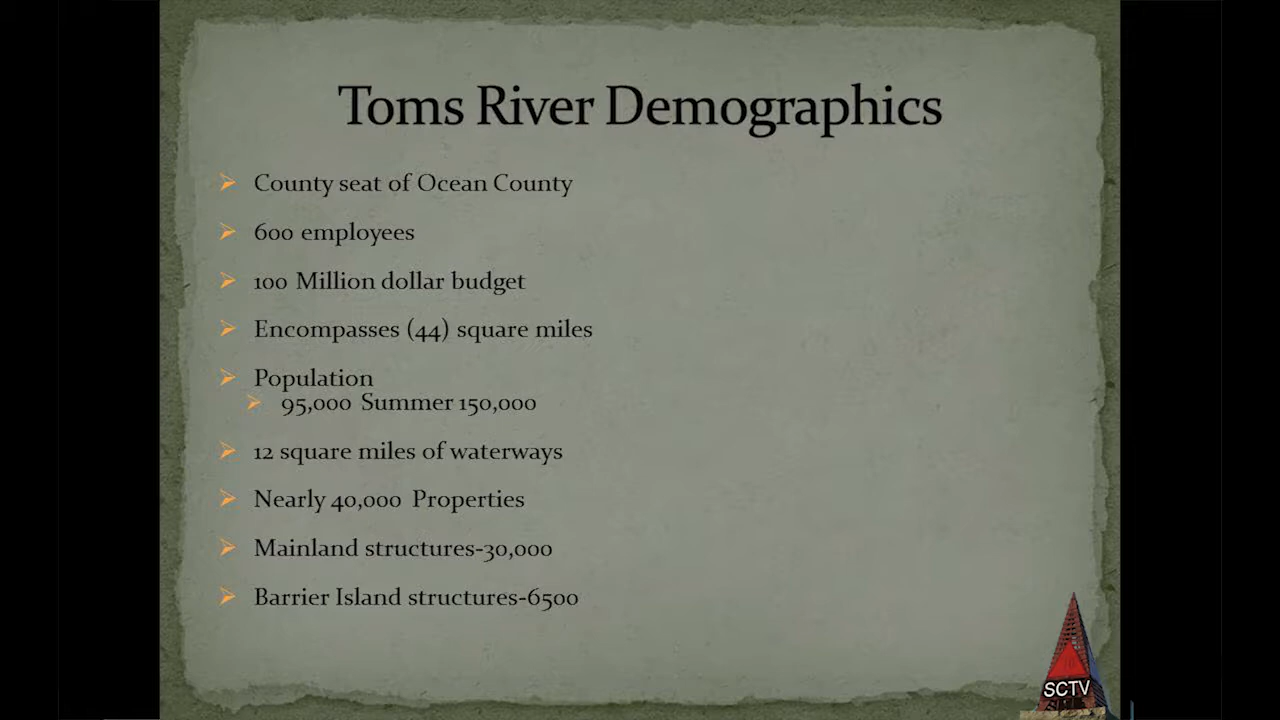 Toms River Demographics
County seat of Ocean County
600 employees
100 Million dollar budget
Encompasses (44) square miles
Population
95,000 Summer 150,000
12 square miles of waterways
Nearly 40,000 Properties
Mainland structures-30,000
Barrier Island structures-6500
SCTV